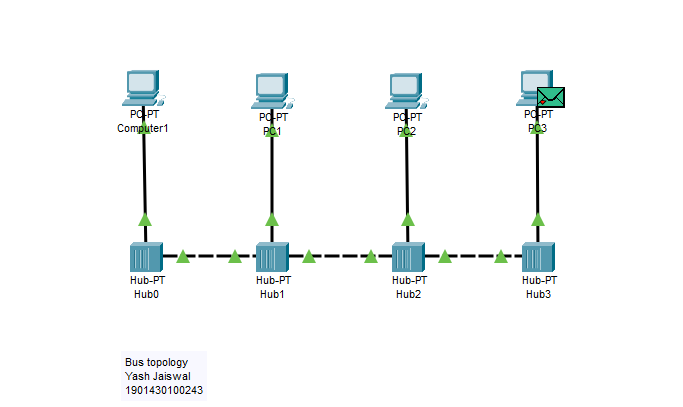 PC-PT
Computer1
PC-PT
PC1
PC-PT
PC2
PC-PT
PC3
Hub-PT
Hub0
Hub-PT
Hub1
Hub-PT
Hub2
Hub-PT
Hub3
Bus topology
Yash Jaiswal
1901430100243